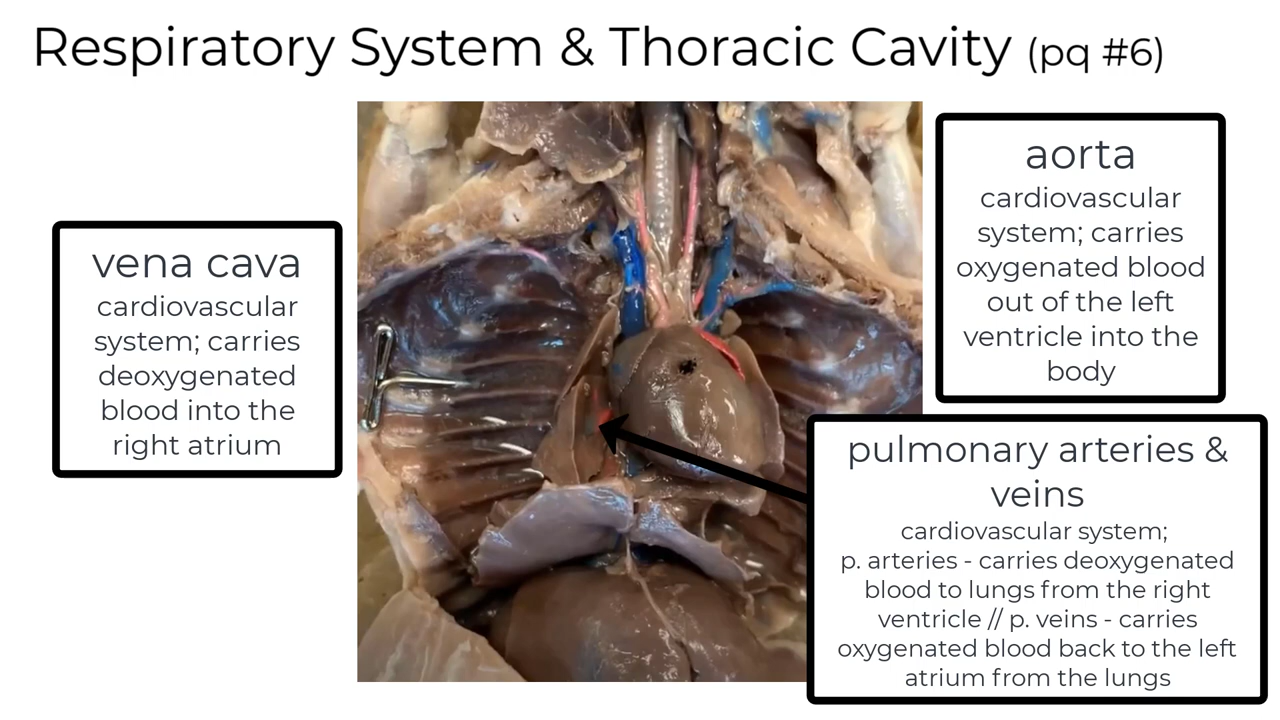 Respiratory System & Thoracic Cavity (pq #6)
vena cava
cardiovascular
system; carries
deoxygenated
blood into the
right atrium
aorta
cardiovascular
system; carries
oxygenated blood
out of the left
ventricle into the
body
pulmonary arteries &
veins
cardiovascular system;
p. arteries - carries deoxygenated
blood to lungs from the right
ventricle // p. veins - carries
oxygenated blood back to the left
atrium from the lungs